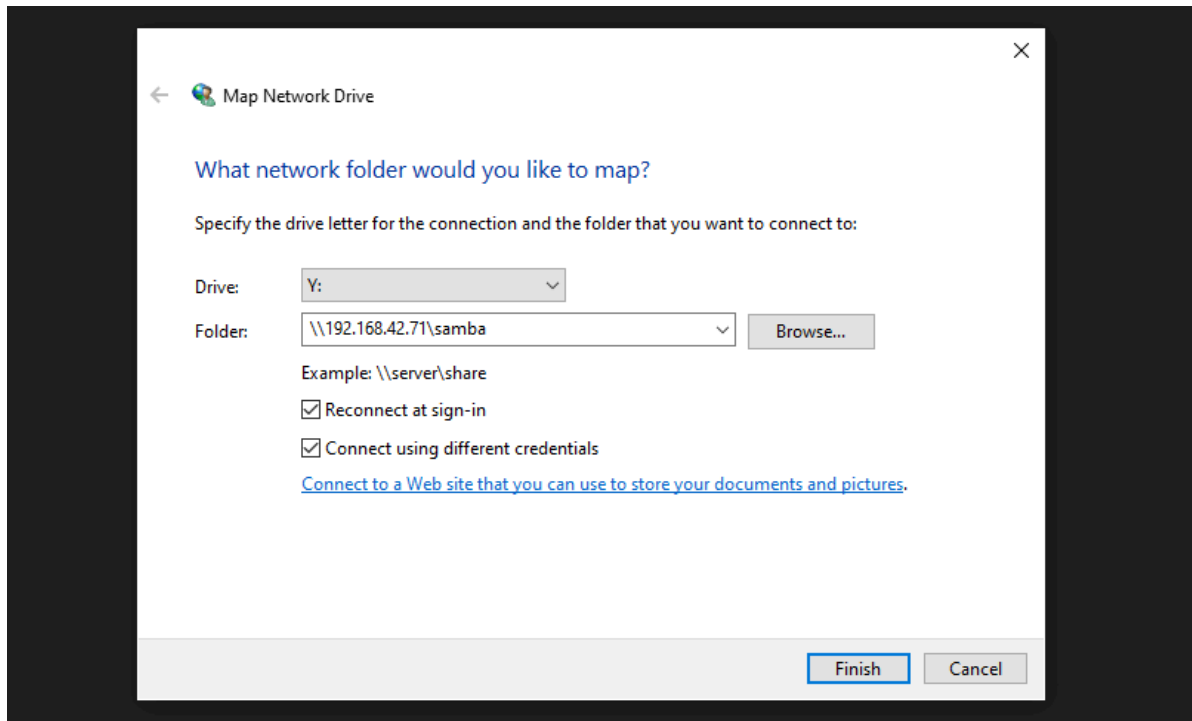 Map Network Drive
What network folder would you like to map?
Specify the drive letter for the connection and the folder that you want to connect to:
Drive: Y:
Folder: \\192.168.42.71\samba Browse...
Example: \\server\share
Reconnect at sign-in
Connect using different credentials
Connect to a Web site that you can use to store your documents and pictures.
Finish Cancel